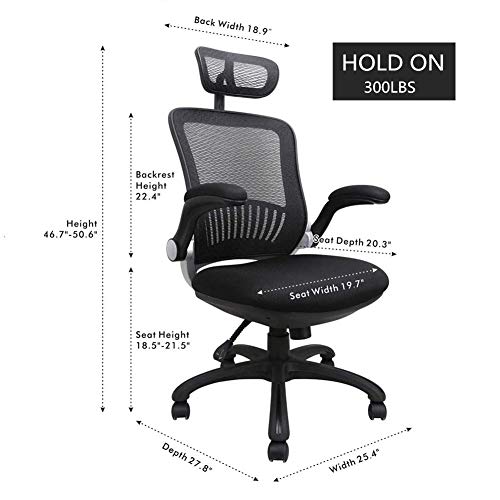 Back Width 18.9"
HOLD ON
300LBS
Backrest
Height
22.4"
Height
46.7"-50.6"
Seat Depth 20.3"
Seat Width 19.7"
Seat Height
18.5"-21.5"
Depth 27.8"
Width 25.4"